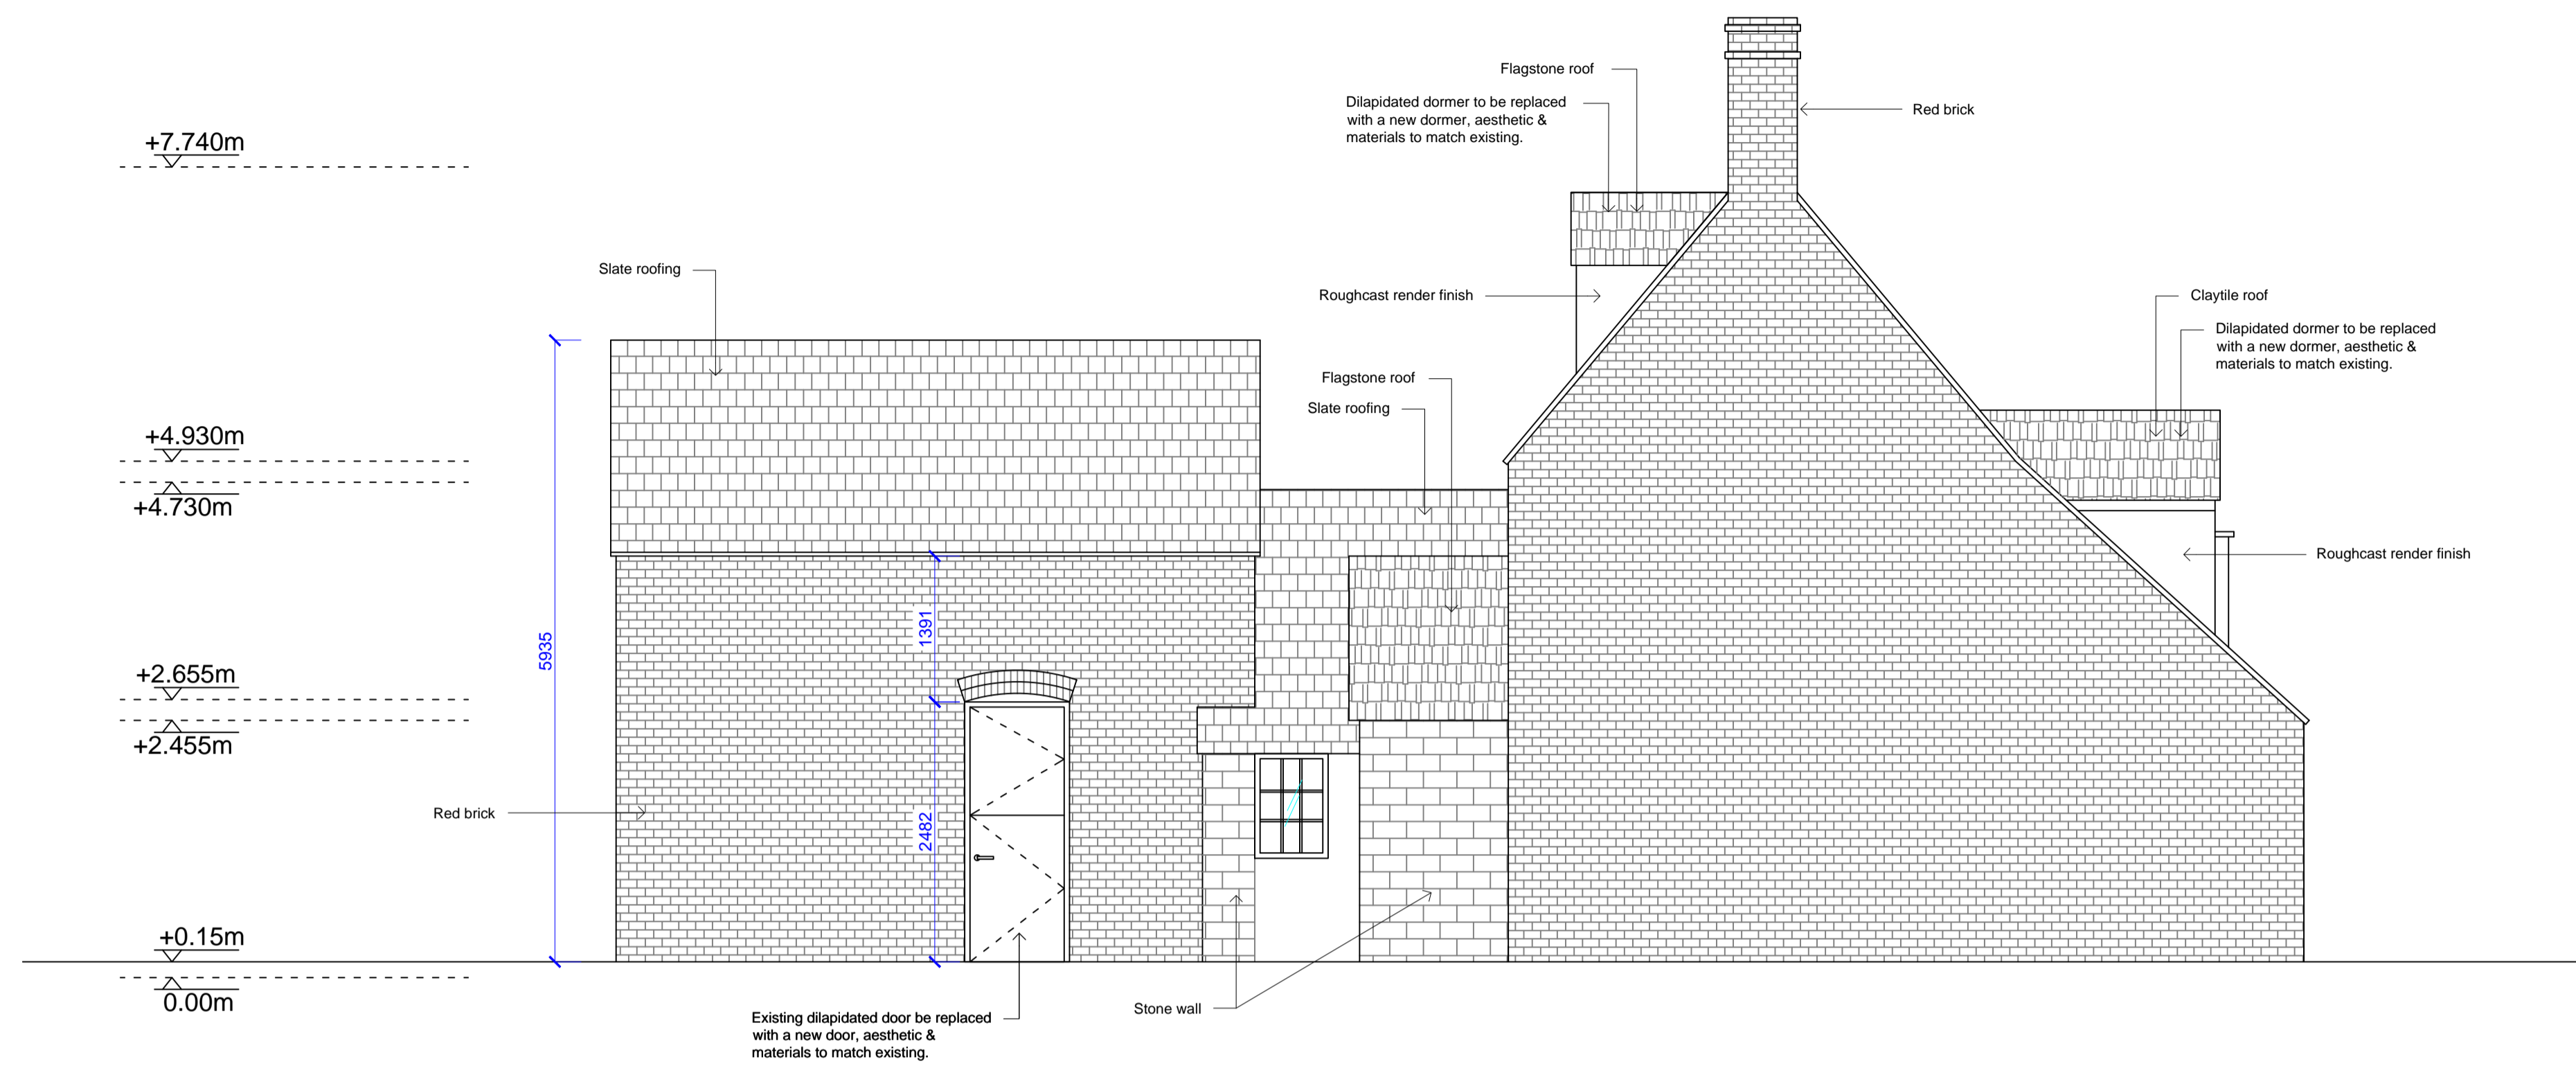 +7.740m
+4.930m
+4.730m
+2.655m
+2.455m
+0.15m
0.00m
5935
1391
2482
Slate roofing
Red brick
Existing dilapidated door be replaced
with a new door, aesthetic &
materials to match existing.
Stone wall
Flagstone roof
Dilapidated dormer to be replaced
with a new dormer, aesthetic &
materials to match existing.
Red brick
Roughcast render finish
Flagstone roof
Slate roofing
Claytile roof
Dilapidated dormer to be replaced
with a new dormer, aesthetic &
materials to match existing.
Roughcast render finish